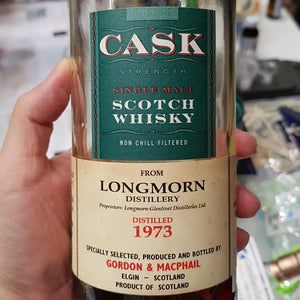 CASK
STRENGTH
SINGLE MALT
SCOTCH
WHISKY
NON CHILL FILTERED
FROM
LONGMORN
DISTILLERY
Proprietors: Longmorn-Glenlivet Distilleries Ltd.
DISTILLED
1973
SPECIALLY SELECTED, PRODUCED AND BOTTLED BY
GORDON & MACPHAIL
ELGIN ~ SCOTLAND
PRODUCT OF SCOTLAND